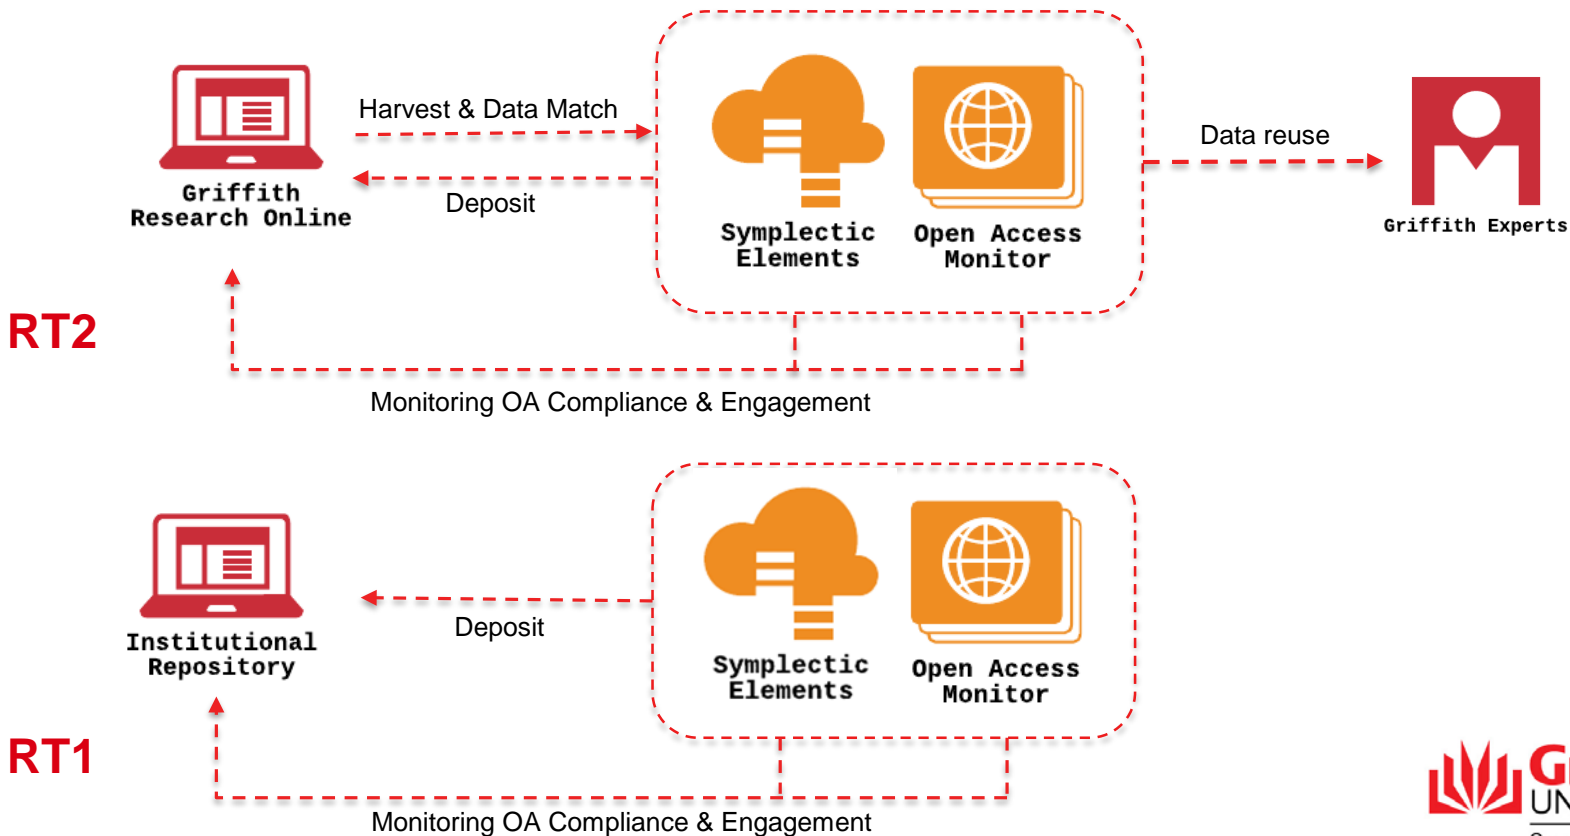 Harvest & Data Match
Data reuse
Griffith
Research Online
Deposit
Symplectic
Elements
Open Access
Monitor
Griffith Experts
RT2
Monitoring OA Compliance & Engagement
Institutional
Repository
Deposit
Symplectic
Elements
Open Access
Monitor
RT1
Monitoring OA Compliance & Engagement